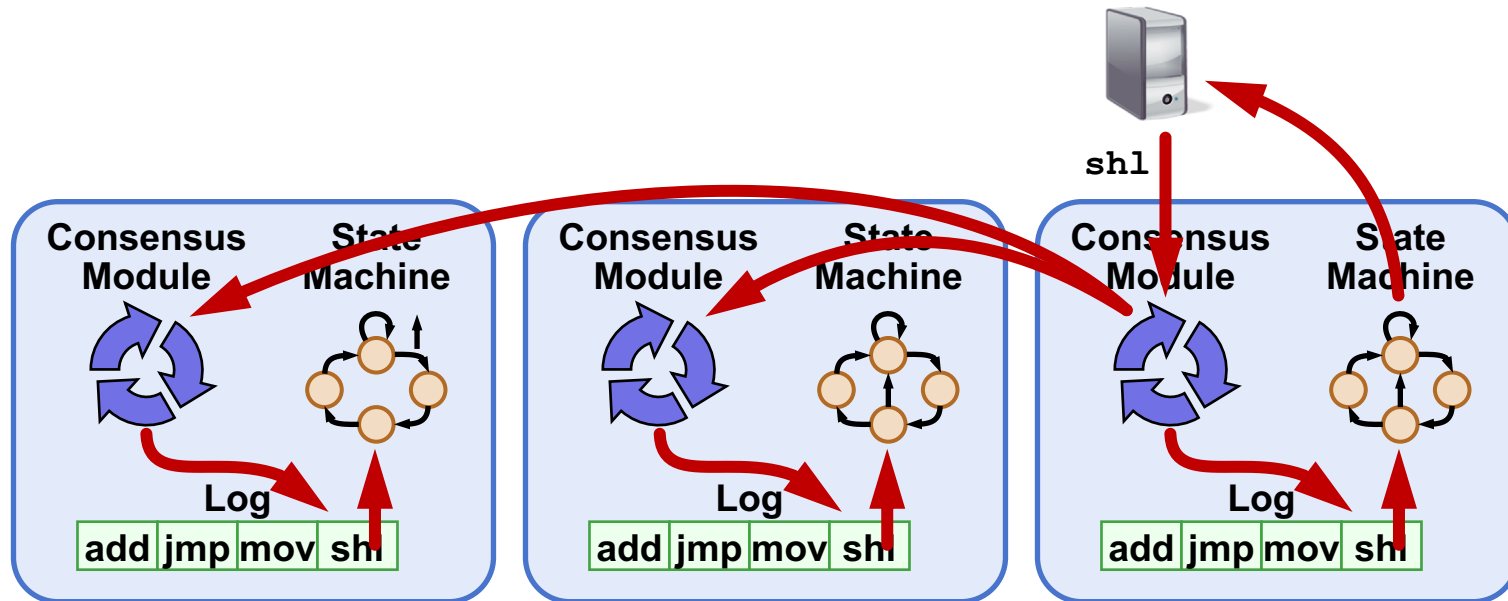 shl
Consensus Module
State Machine
Log
add jmp mov shl
Consensus Module
State Machine
Log
add jmp mov shl
Consensus Module
State Machine
Log
add jmp mov shl